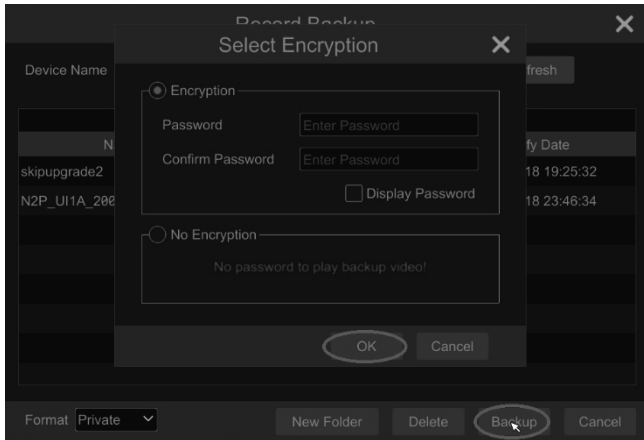 Record Backup
Select Encryption
Device Name
fresh
Encryption
Password Enter Password
Confirm Password Enter Password
Display Password
No Encryption
No password to play backup video!
OK Cancel
N fy Date
skipupgrade2 18 19:25:32
N2P_UI1A_200 18 23:46:34
Format Private New Folder Delete Backup Cancel